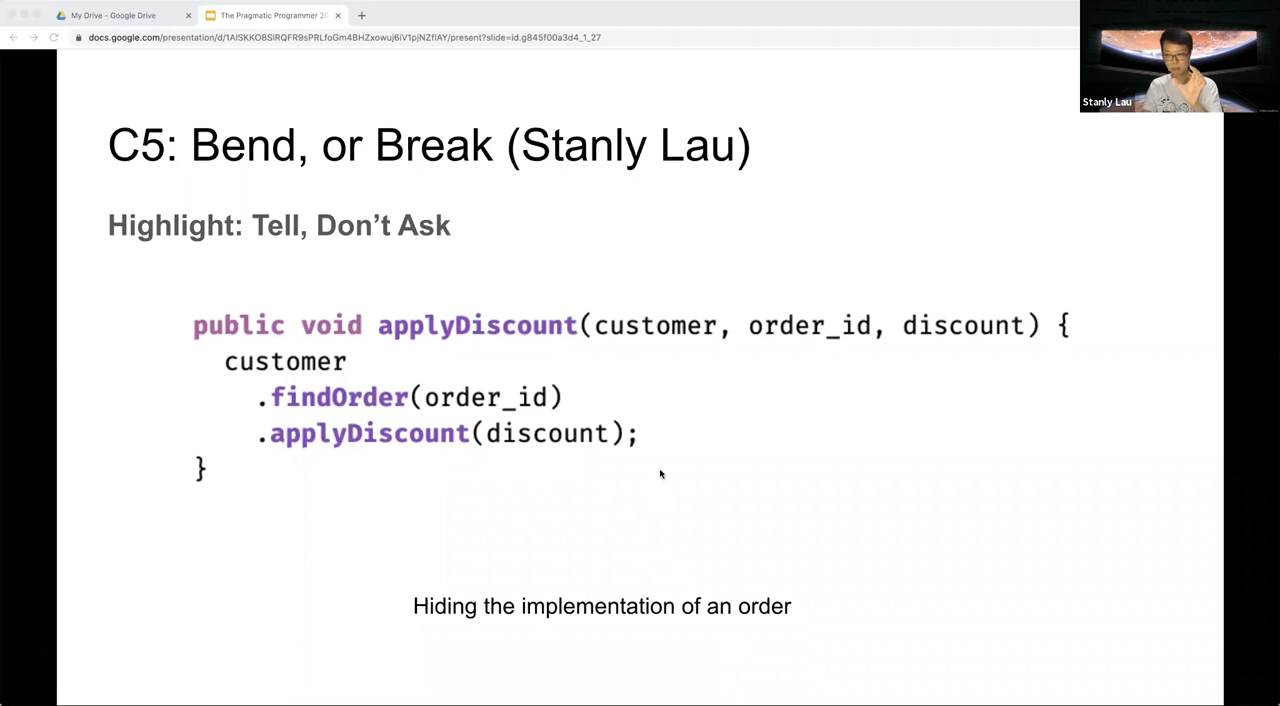 My Drive - Google Drive
The Pragmatic Programmer 20
docs.google.com/presentation/d/1AlSKKO8SlRQFR9sPRLfoGm4BHZxowuj6iV1pjNZflAY/present?slide=id.g845f00a3d4_1_27
Stanly Lau
C5: Bend, or Break (Stanly Lau)
Highlight: Tell, Don’t Ask
public void applyDiscount(customer, order_id, discount) {
customer
.findOrder(order_id)
.applyDiscount(discount);
}
Hiding the implementation of an order